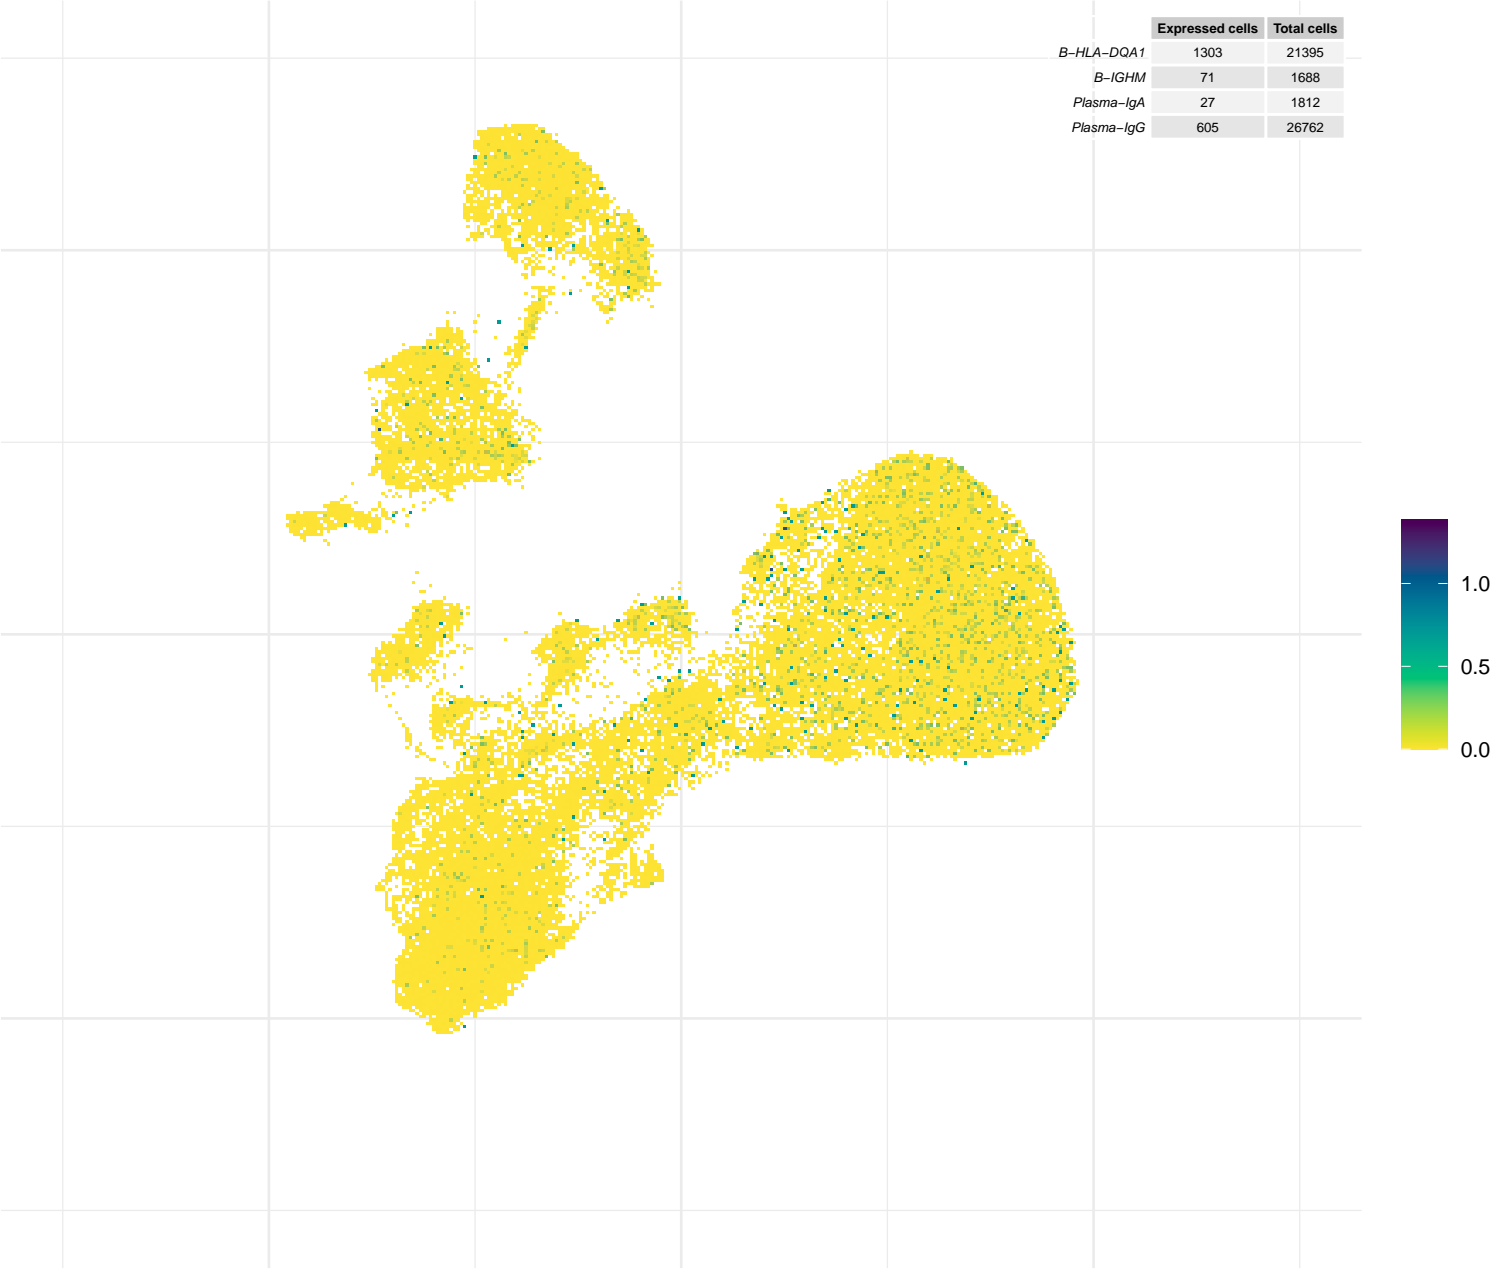 Expressed cells Total cells
B−HLA−DQA1 1303 21395
B−IGHM 71 1688
Plasma−IgA 27 1812
Plasma−IgG 605 26762
1.0
0.5
0.0